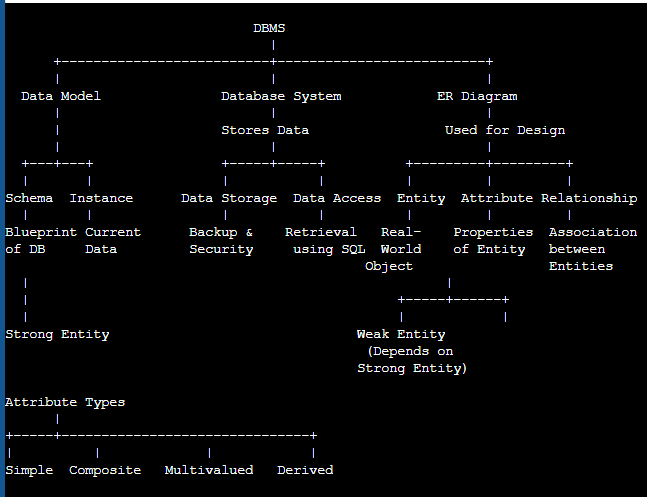 DBMS
Data Model Database System ER Diagram
Stores Data Used for Design
Schema Instance Data Storage Data Access Entity Attribute Relationship
Blueprint Current Backup & Retrieval Real- Properties Association
of DB Data Security using SQL World of Entity between
Object Entities
Strong Entity Weak Entity
(Depends on
Strong Entity)
Attribute Types
Simple Composite Multivalued Derived